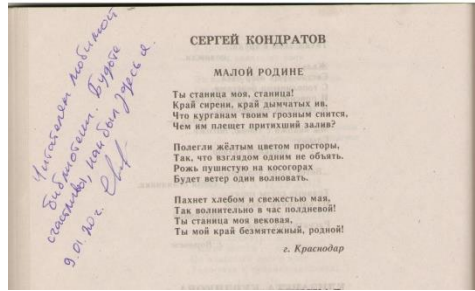 Читателям любимой
библиотеки. Будьте
счастливы, как был здесь я.
9.01.20 г.
СЕРГЕЙ КОНДРАТОВ
МАЛОЙ РОДИНЕ
Ты станица моя, станица!
Край сирени, край дымчатых ив,
Что курганам твоим грозным снится,
Чем им плещет притихший залив?
Полегли жёлтым цветом просторы,
Так, что взглядом одним не объять.
Рожь пушистую на косогорах
Будет ветер один волновать.
Пахнет хлебом и свежестью мая,
Так волнительно в час полдневой!
Ты станица моя вековая,
Ты мой край безмятежный, родной!
г. Краснодар